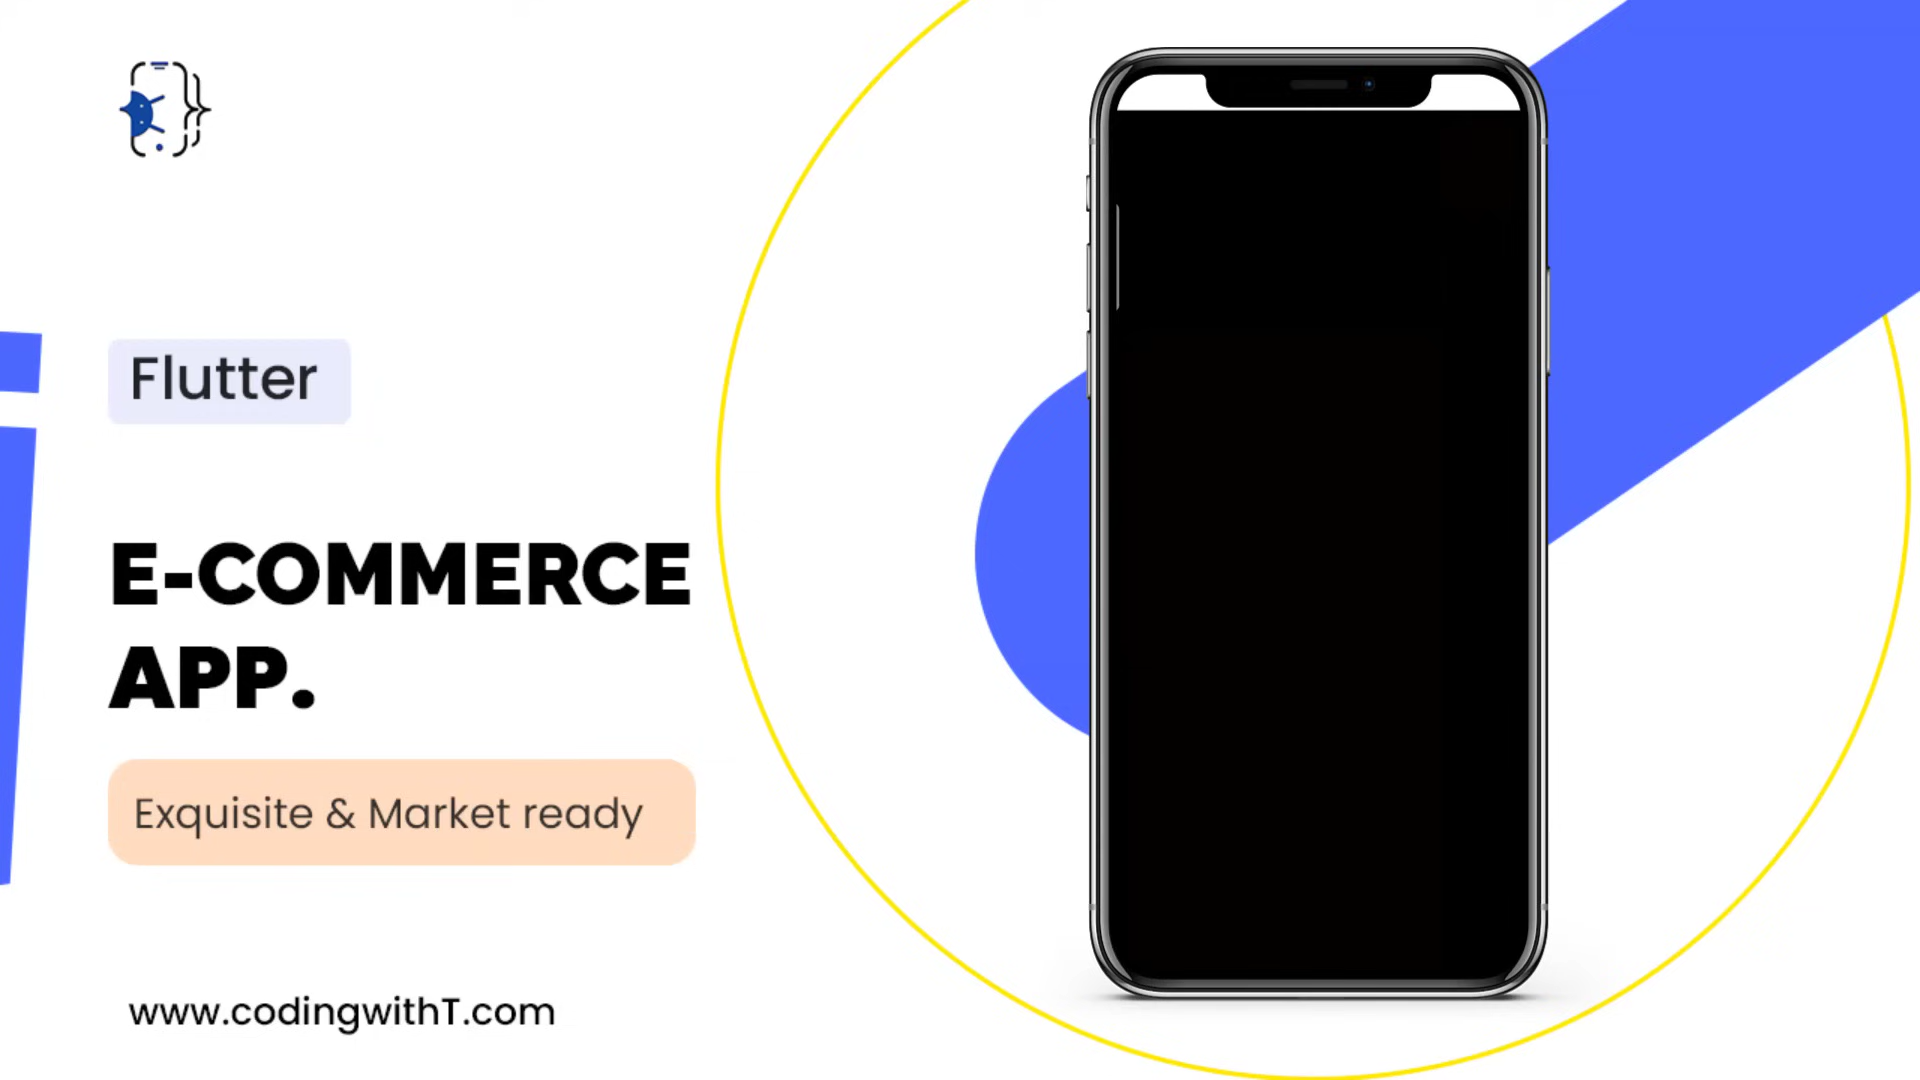 Flutter
E-COMMERCE
APP.
Exquisite & Market ready
www.codingwithT.com